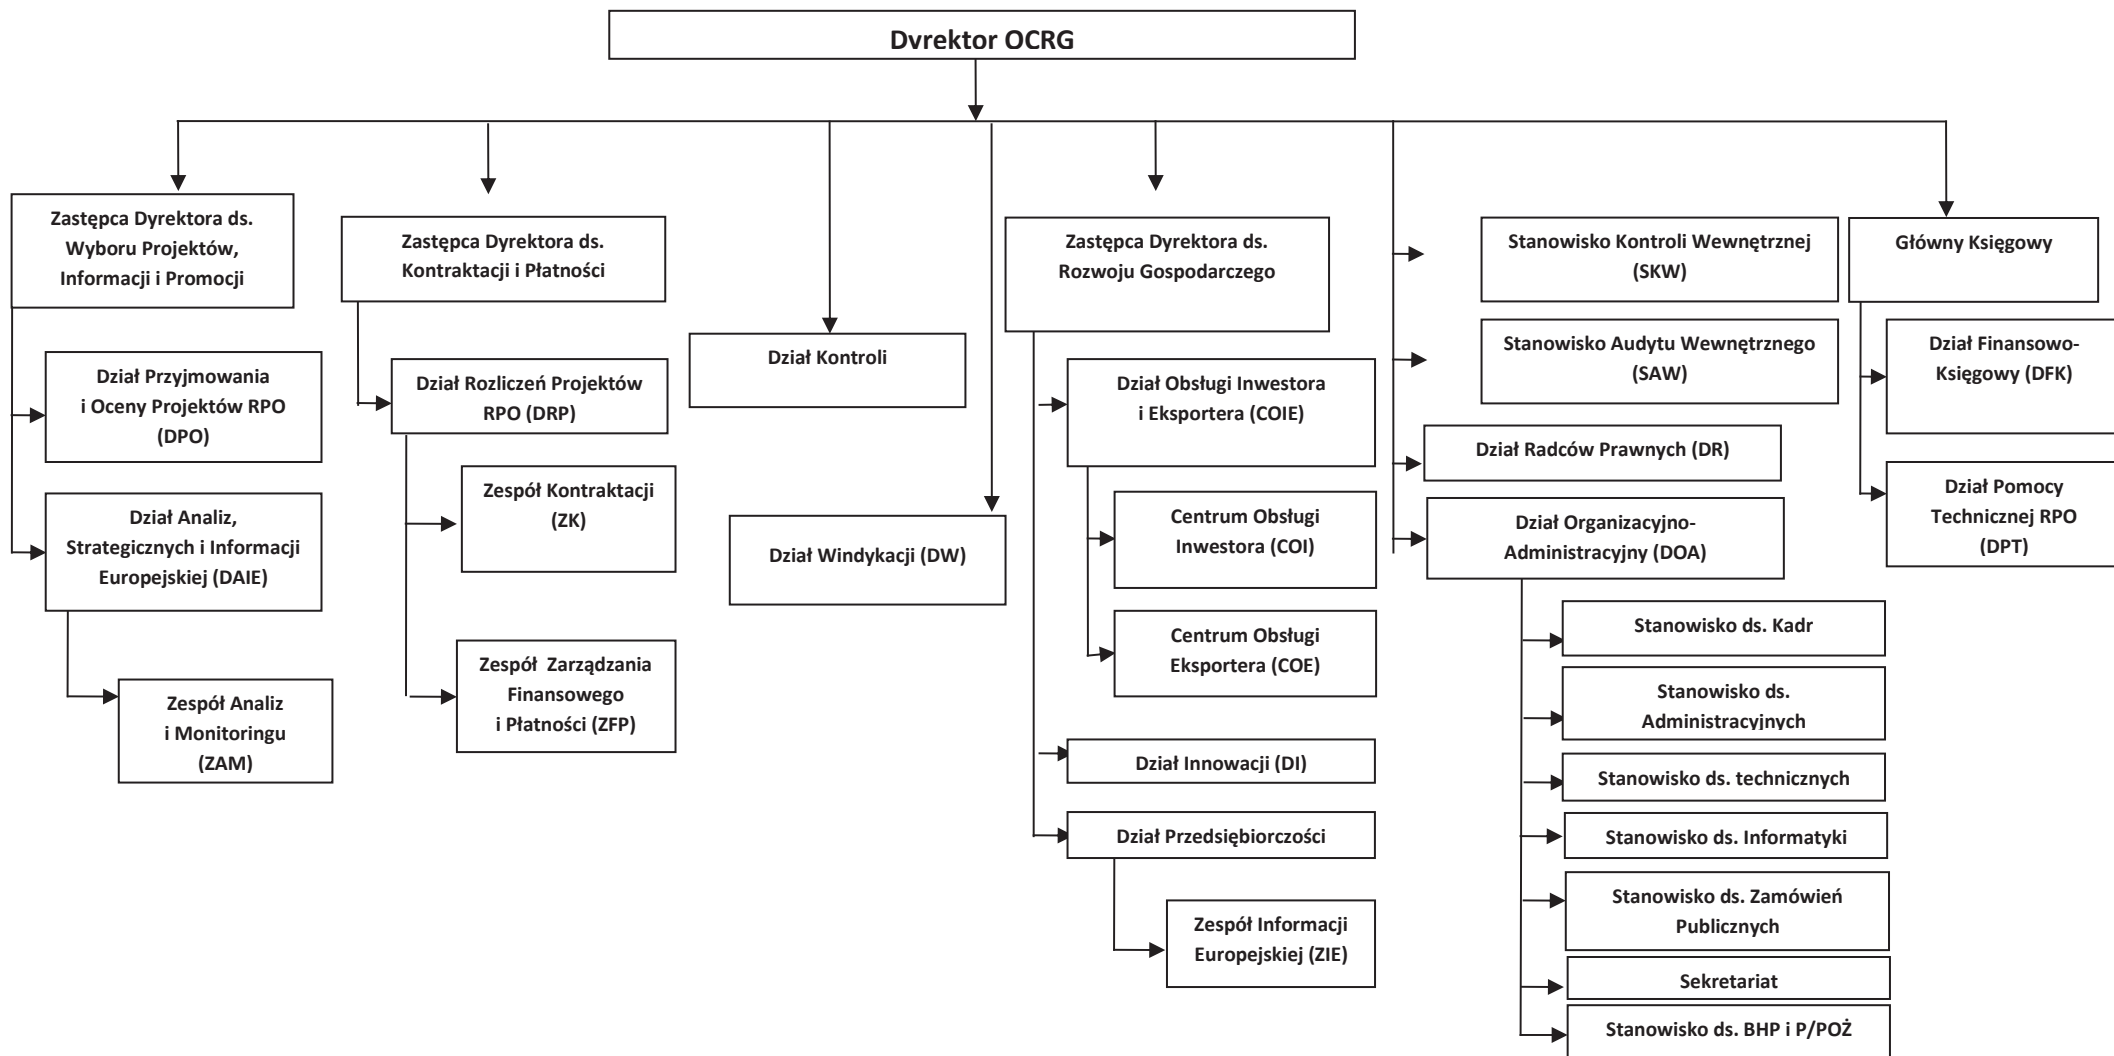 Dyrektor OCRG
Zastępca Dyrektora ds.
Wyboru Projektów,
Informacji i Promocji
Dział Przyjmowania
i Oceny Projektów RPO
(DPO)
Dział Analiz,
Strategicznych i Informacji
Europejskiej (DAIE)
Zespół Analiz
i Monitoringu
(ZAM)
Zastępca Dyrektora ds.
Kontraktacji i Płatności
Dział Rozliczeń Projektów
RPO (DRP)
Zespół Kontraktacji
(ZK)
Zespół Zarządzania
Finansowego
i Płatności (ZFP)
Dział Kontroli
Dział Windykacji (DW)
Zastępca Dyrektora ds.
Rozwoju Gospodarczego
Dział Obsługi Inwestora
i Eksportera (COIE)
Centrum Obsługi
Inwestora (COI)
Centrum Obsługi
Eksportera (COE)
Dział Innowacji (DI)
Dział Przedsiębiorczości
Zespół Informacji
Europejskiej (ZIE)
Stanowisko Kontroli Wewnętrznej
(SKW)
Stanowisko Audytu Wewnętrznego
(SAW)
Dział Radców Prawnych (DR)
Dział Organizacyjno-
Administracyjny (DOA)
Stanowisko ds. Kadr
Stanowisko ds.
Administracyjnych
Stanowisko ds. technicznych
Stanowisko ds. Informatyki
Stanowisko ds. Zamówień
Publicznych
Sekretariat
Stanowisko ds. BHP i P/POŻ
Główny Księgowy
Dział Finansowo-
Księgowy (DFK)
Dział Pomocy
Technicznej RPO
(DPT)